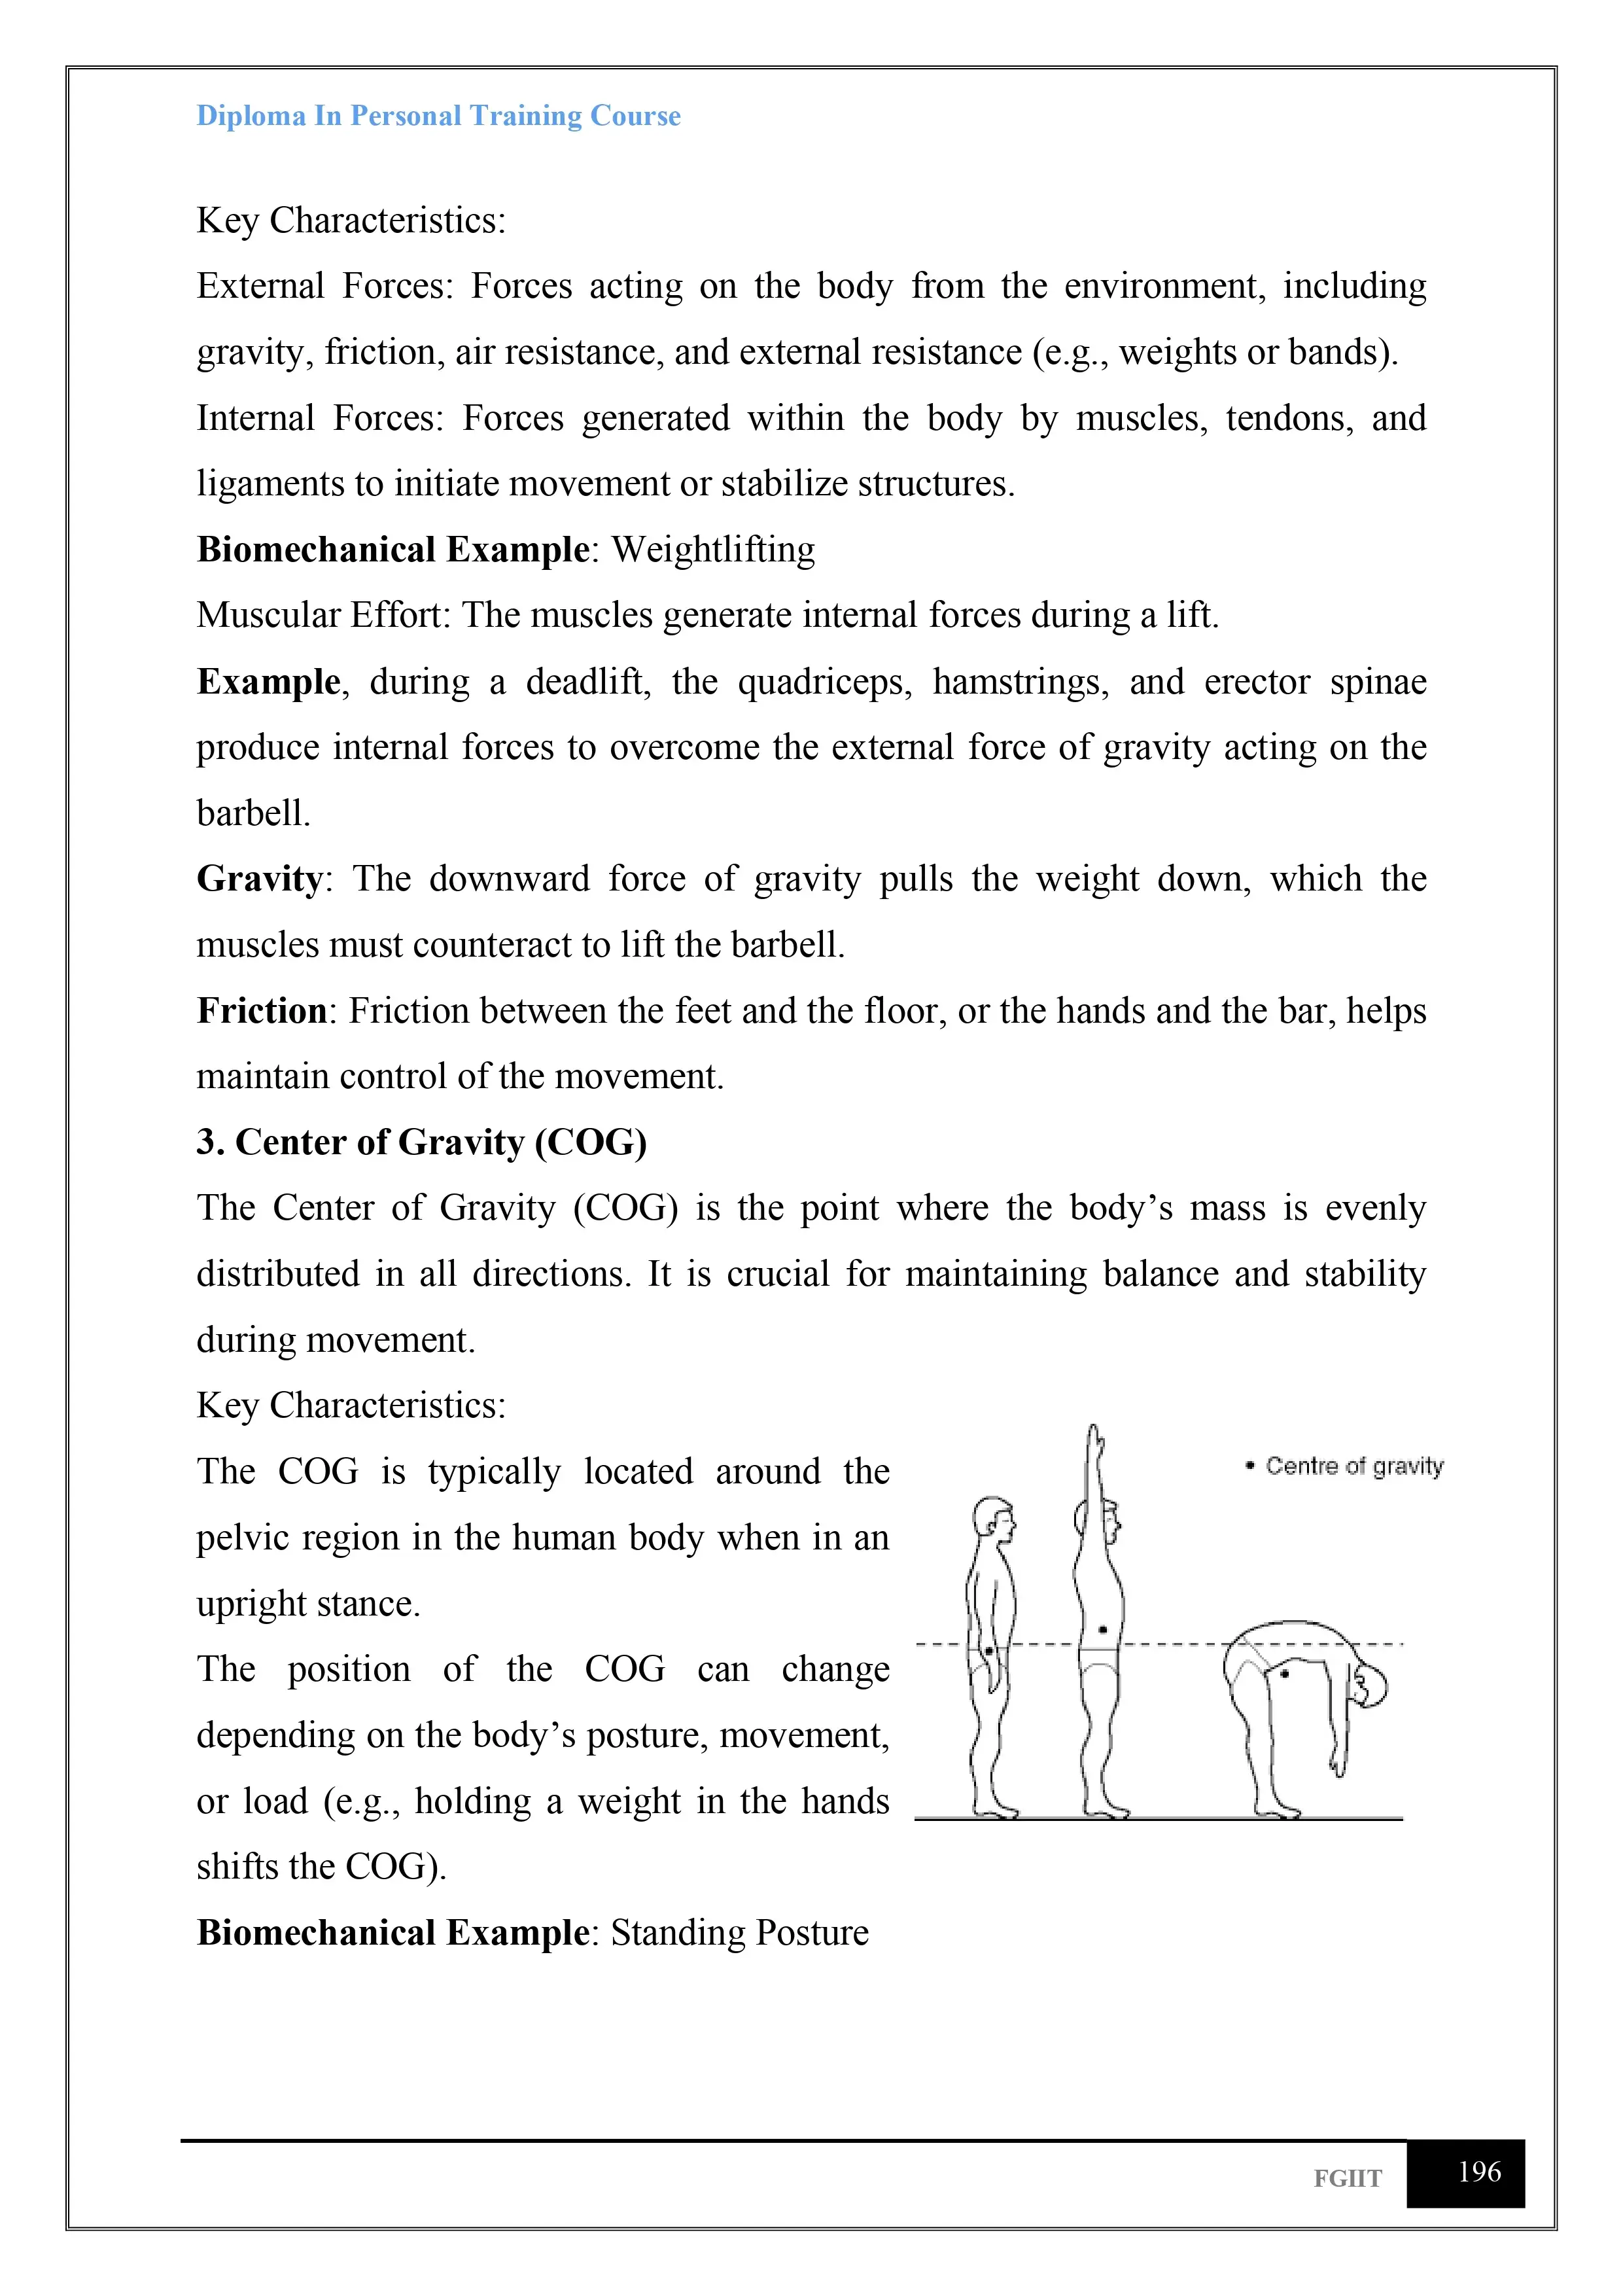 Diploma In Personal Training Course
Key Characteristics:
External Forces: Forces acting on the body from the environment, including
gravity, friction, air resistance, and external resistance (e.g., weights or bands).
Internal Forces: Forces generated within the body by muscles, tendons, and
ligaments to initiate movement or stabilize structures.
Biomechanical Example: Weightlifting
Muscular Effort: The muscles generate internal forces during a lift.
Example, during a deadlift, the quadriceps, hamstrings, and erector spinae
produce internal forces to overcome the external force of gravity acting on the
barbell.
Gravity: The downward force of gravity pulls the weight down, which the
muscles must counteract to lift the barbell.
Friction: Friction between the feet and the floor, or the hands and the bar, helps
maintain control of the movement.
3. Center of Gravity (COG)
The Center of Gravity (COG) is the point where the body’s mass is evenly
distributed in all directions. It is crucial for maintaining balance and stability
during movement.
Key Characteristics:
The COG is typically located around the
pelvic region in the human body when in an
upright stance.
The position of the COG can change
depending on the body’s posture, movement,
or load (e.g., holding a weight in the hands
shifts the COG).
• Centre of gravity
Biomechanical Example: Standing Posture
FGIIT
196